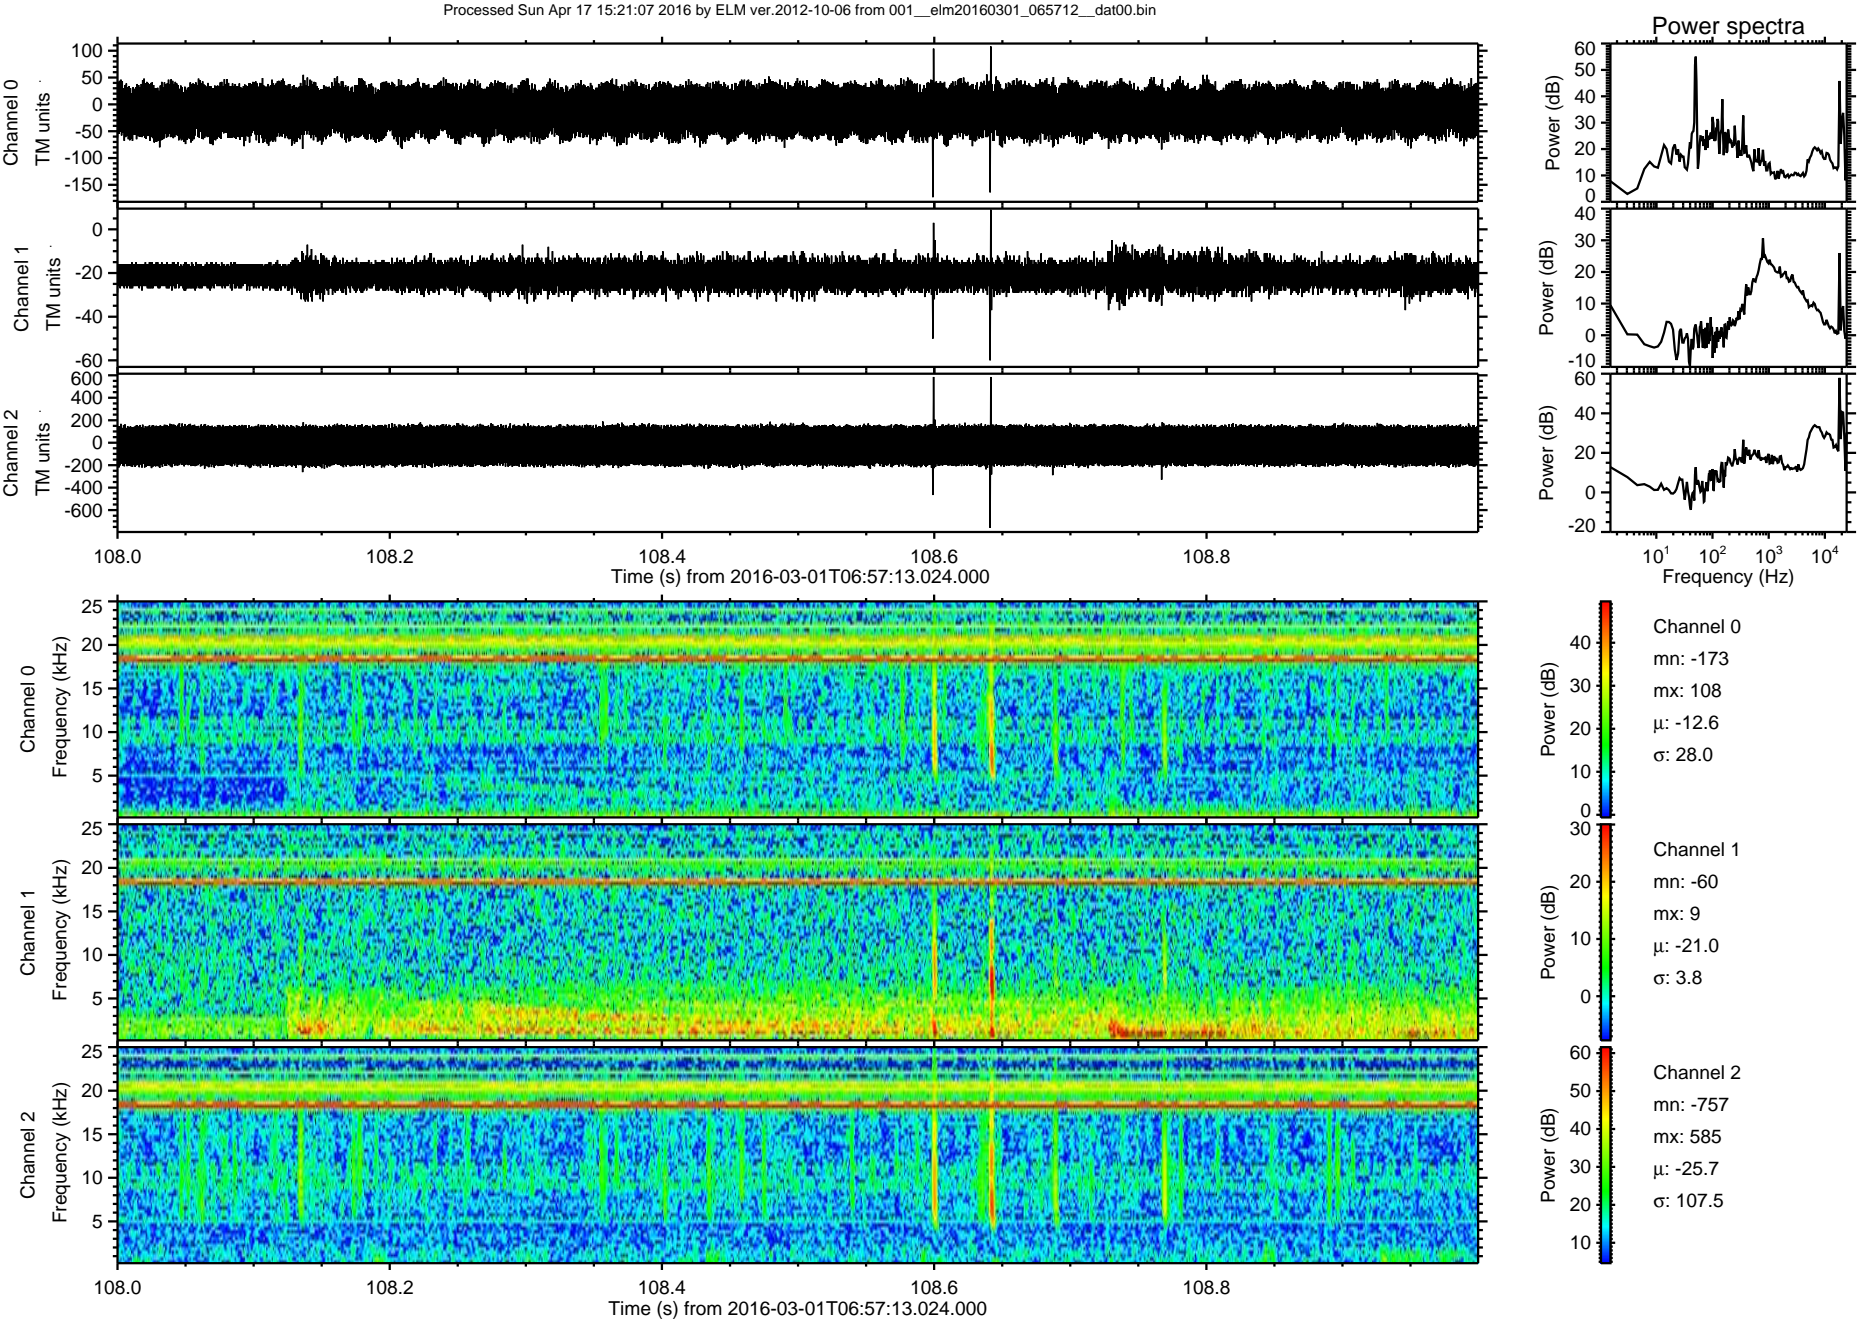 Processed Sun Apr 17 15:21:07 2016 by ELM ver.2012-10-06 from 001__elm20160301_065712__dat00.bin
Power spectra
Channel 0
TM units
100
50
0
-50
-100
-150
Power (dB)
60
50
40
30
20
10
0
Channel 1
TM units
0
-20
-40
-60
Power (dB)
40
30
20
10
0
-10
Channel 2
TM units
600
400
200
0
-200
-400
-600
Power (dB)
60
40
20
0
-20
108.0 108.2 108.4 108.6 108.8
Time (s) from 2016-03-01T06:57:13.024.000
10^1 10^2 10^3 10^4
Frequency (Hz)
Channel 0
Frequency (kHz)
25
20
15
10
5
Power (dB)
40
30
20
10
0
Channel 0
mn: -173
mx: 108
μ: -12.6
σ: 28.0
Channel 1
Frequency (kHz)
25
20
15
10
5
Power (dB)
30
20
10
0
Channel 1
mn: -60
mx: 9
μ: -21.0
σ: 3.8
Channel 2
Frequency (kHz)
25
20
15
10
5
Power (dB)
60
50
40
30
20
10
Channel 2
mn: -757
mx: 585
μ: -25.7
σ: 107.5
108.0 108.2 108.4 108.6 108.8
Time (s) from 2016-03-01T06:57:13.024.000